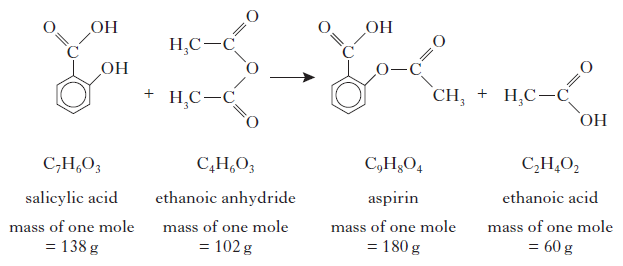 O OH O O OH
C H₃C–C C O
OH O O–C O
+ H₃C–C CH₃ + H₃C–C
O OH
C₇H₆O₃ C₄H₆O₃ C₉H₈O₄ C₂H₄O₂
salicylic acid ethanoic anhydride aspirin ethanoic acid
mass of one mole mass of one mole mass of one mole mass of one mole
= 138 g = 102 g = 180 g = 60 g